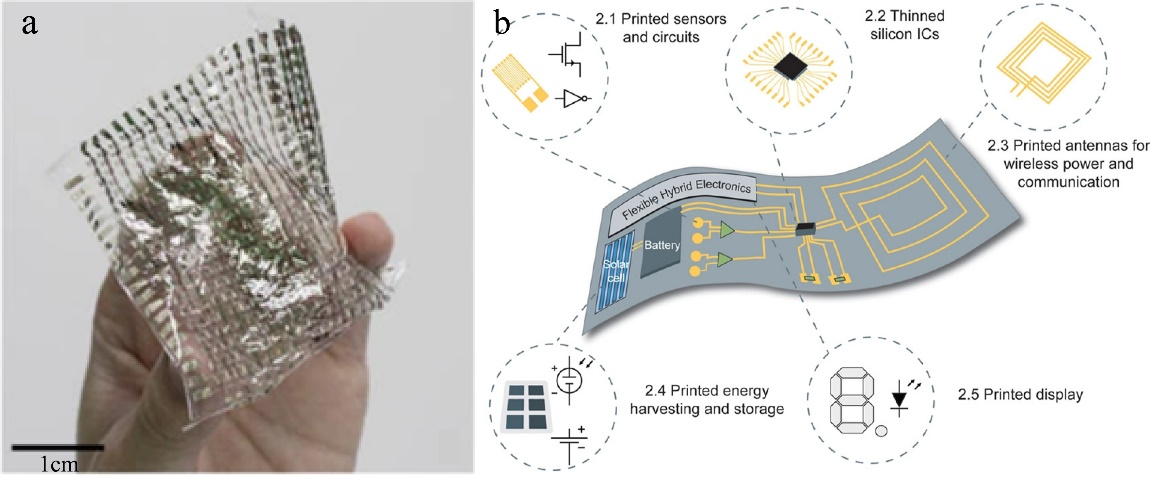 a
1cm
b
2.1 Printed sensors
and circuits
2.2 Thinned
silicon ICs
2.3 Printed antennas for
wireless power and
communication
Flexible Hybrid Electronics
Battery
Solar
cell
2.4 Printed energy
harvesting and storage
+
-
+
-
2.5 Printed display